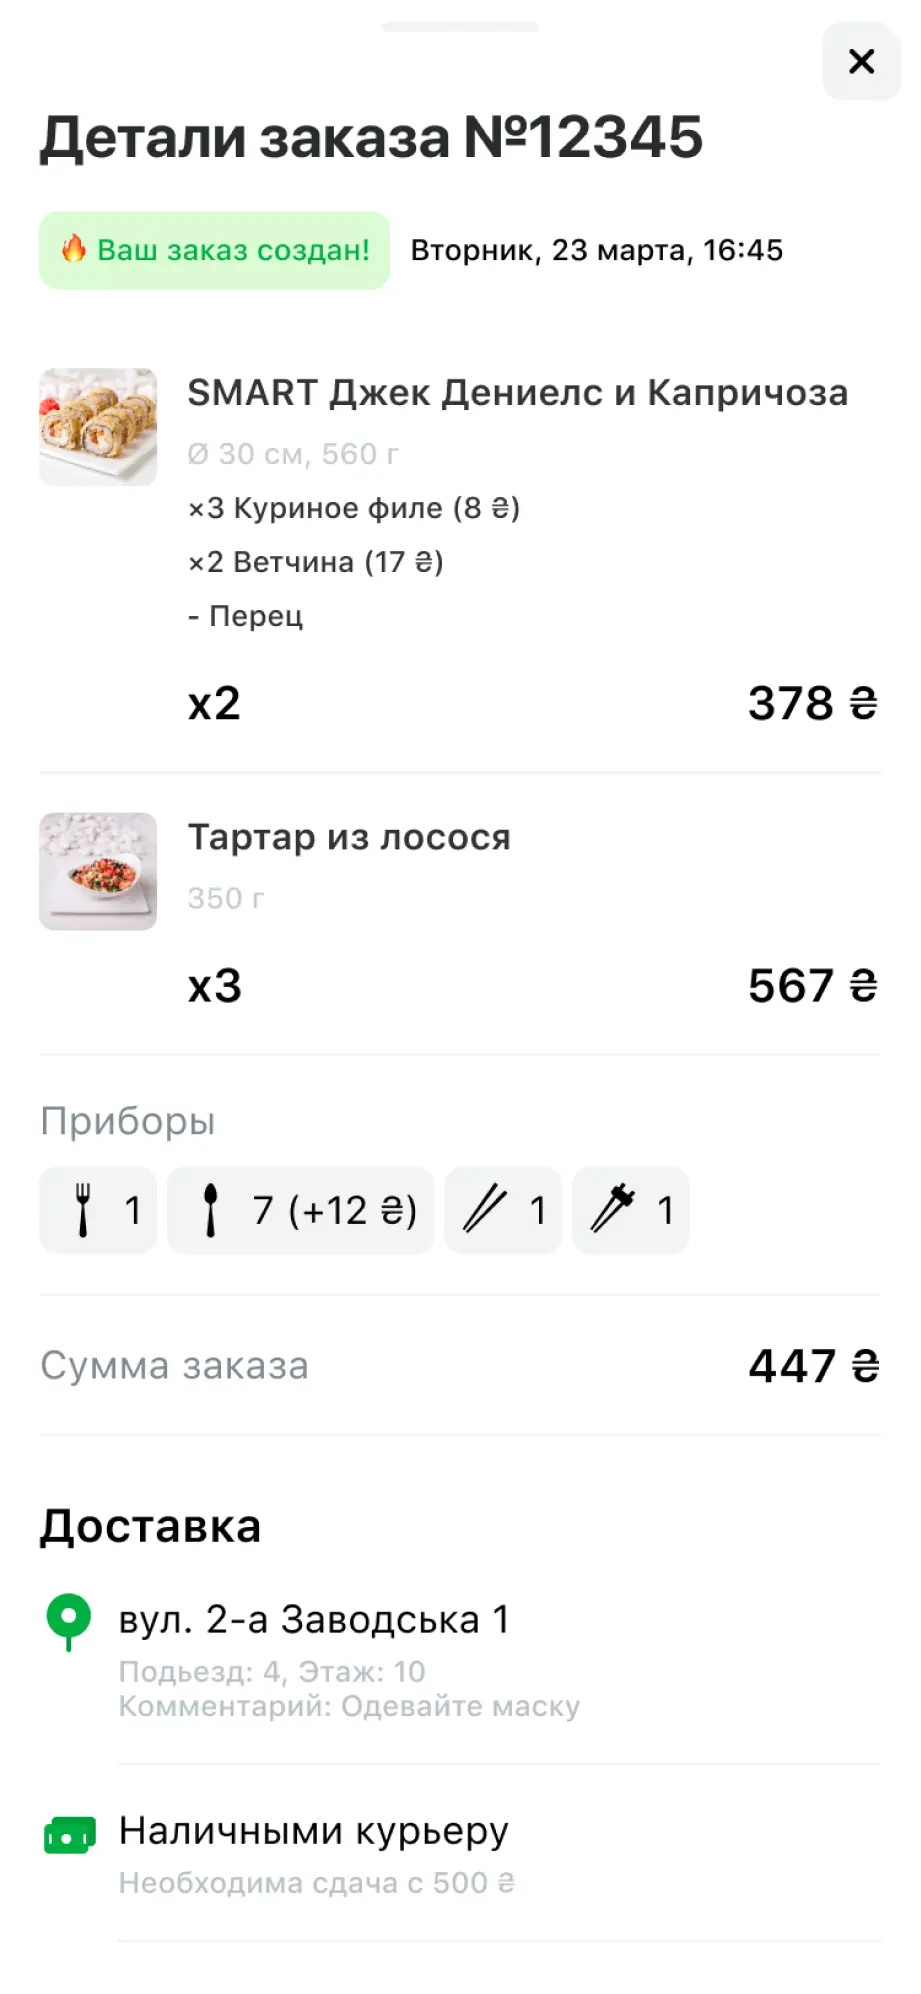 Детали заказа №12345
🔥 Ваш заказ создан! Вторник, 23 марта, 16:45
SMART Джек Дениелс и Капричоза
Ø 30 см, 560 г
×3 Куриное филе (8 ₴)
×2 Ветчина (17 ₴)
- Перец
x2 378 ₴
Тартар из лосося
350 г
x3 567 ₴
Приборы
1 7 (+12 ₴) 1 1
Сумма заказа 447 ₴
Доставка
вул. 2-а Заводська 1
Подьезд: 4, Этаж: 10
Комментарий: Одевайте маску
Наличными курьеру
Необходима сдача с 500 ₴